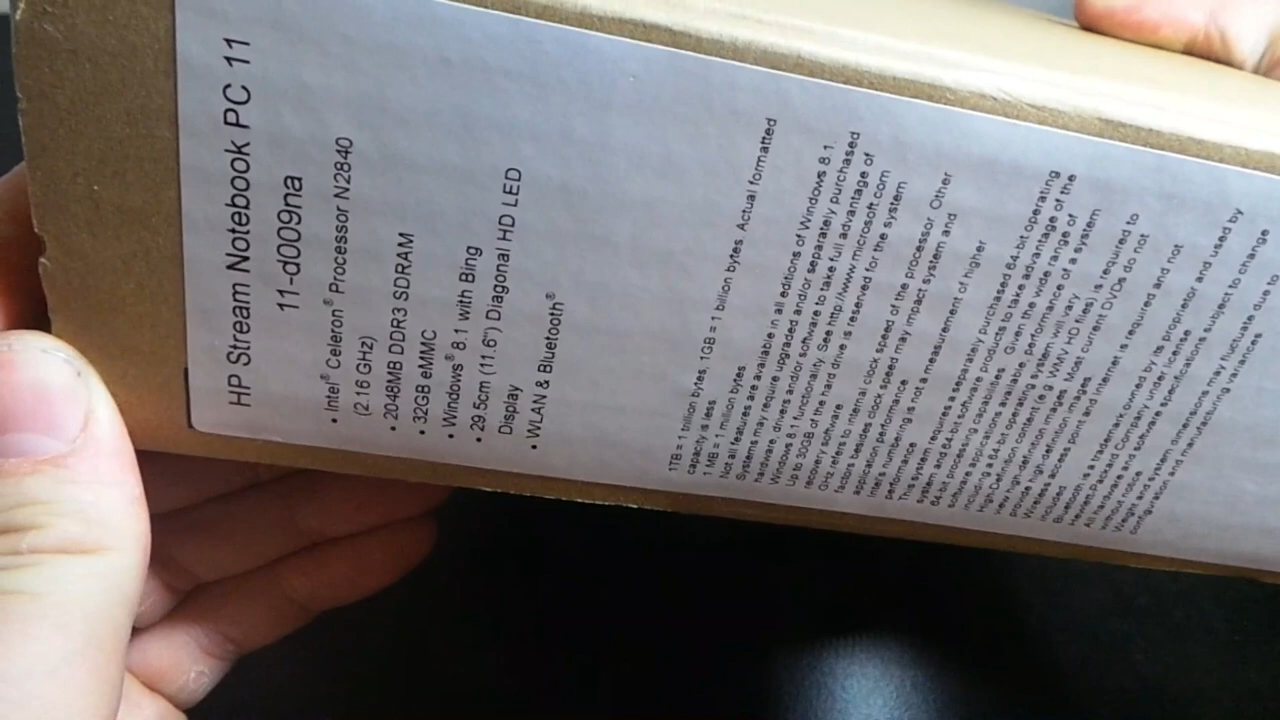 HP Stream Notebook PC 11
11-d009na
• Intel® Celeron® Processor N2840
(2.16 GHz)
• 2048MB DDR3 SDRAM
• 32GB eMMC
• Windows® 8.1 with Bing
• 29.5cm (11.6") Diagonal HD LED
Display
• WLAN & Bluetooth®
1TB = 1 trillion bytes; 1GB = 1 billion bytes. Actual formatted
capacity is less.
1 MB = 1 million bytes.
Not all features are available in all editions of Windows 8.1.
Systems may require upgraded and/or separately purchased
hardware, drivers and/or software to take full advantage of
Windows 8.1 functionality. See http://www.microsoft.com
Up to 30GB of the hard drive is reserved for the system
recovery software.
GHz refers to internal clock speed of the processor. Other
factors besides clock speed may impact system and
application performance.
Intel's numbering is not a measurement of higher
performance.
This system requires a separately purchased 64-bit operating
system and 64-bit software products to take advantage of the
64-bit processing capabilities. Given the wide range of
software applications available, performance of a system
including a 64-bit operating system will vary.
High-Definition content (e.g. WMV HD files) is required to
view high-definition images. Most current DVDs do not
provide high-definition images.
Wireless access point and Internet is required and not
included.
Bluetooth is a trademark owned by its proprietor and used by
Hewlett-Packard Company under license.
All hardware and software specifications subject to change
without notice.
Weight and system dimensions may fluctuate due to
configuration and manufacturing variances.